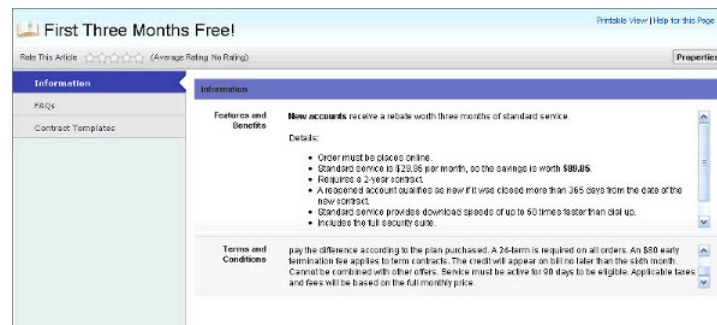 First Three Months Free!
Printable View | Help for this Page
Rate This Article (Average Rating: No Rating)
Properties
Information
FAQs
Contract Templates
Information
Features and Benefits
New accounts receive a rebate worth three months of standard service.
Details:
Order must be places online.
Standard service is $29.95 per month, so the savings is worth $89.85.
Requires a 2-year contract.
A reopened account qualifies as new if it was closed more than 365 days from the date of the
new contract.
Standard service provides download speeds of up to 50 times faster than dial up.
Includes the full security suite.
Terms and Conditions
pay the difference according to the plan purchased. A 24-term is required on all orders. An $80 early
termination fee applies to term contracts. The credit will appear on bill no later than the sixth month.
Cannot be combined with other offers. Service must be active for 90 days to be eligible. Applicable taxes
and fees will be based on the full monthly price.